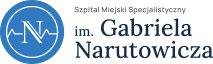 Szpital Miejski Specjalistyczny
im. Gabriela
Narutowicza
N